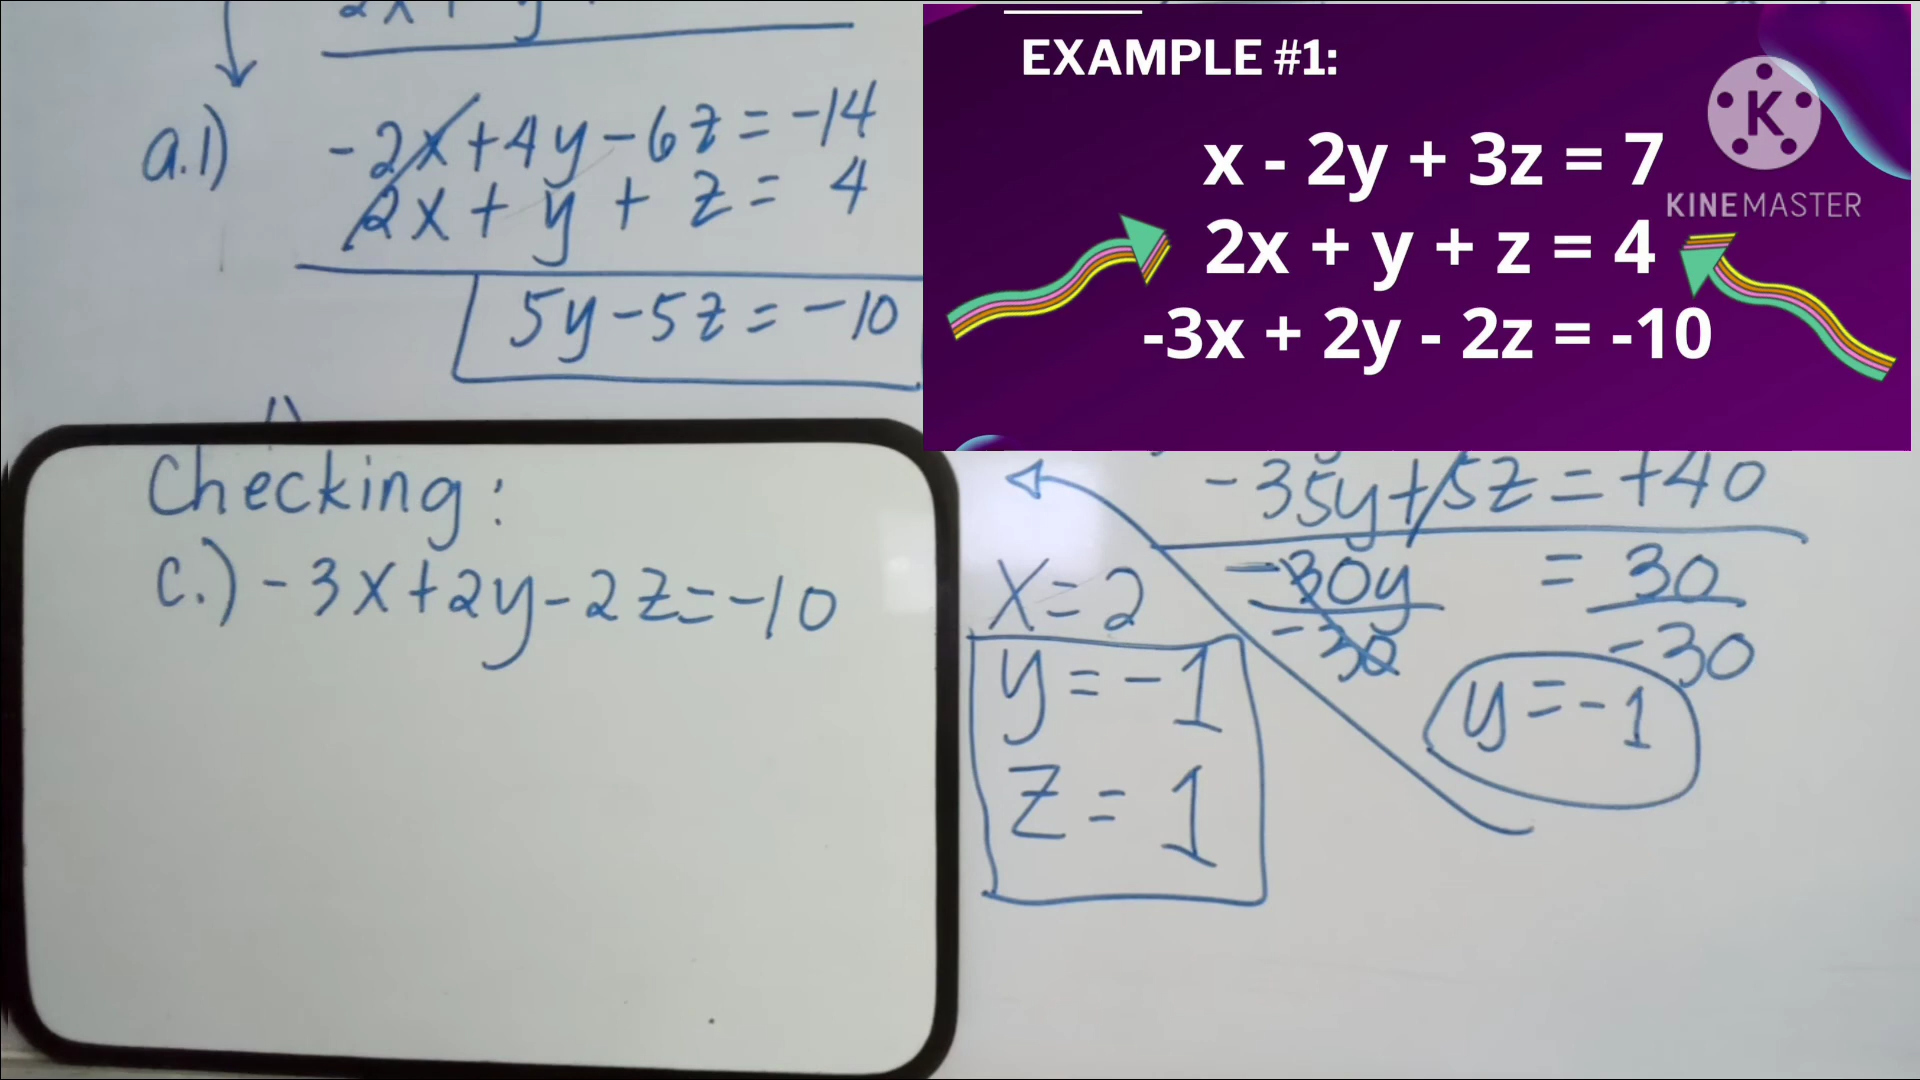 a.1) -2x+4y-6z=-14
2x+y+z=4
5y-5z=-10
EXAMPLE #1:
x - 2y + 3z = 7
2x + y + z = 4
-3x + 2y - 2z = -10
K
KINEMASTER
Checking:
c.) -3x+2y-2z=-10
-35y+5z=+40
-30y = 30
-30 -30
y=-1
x=2
y=-1
z=1